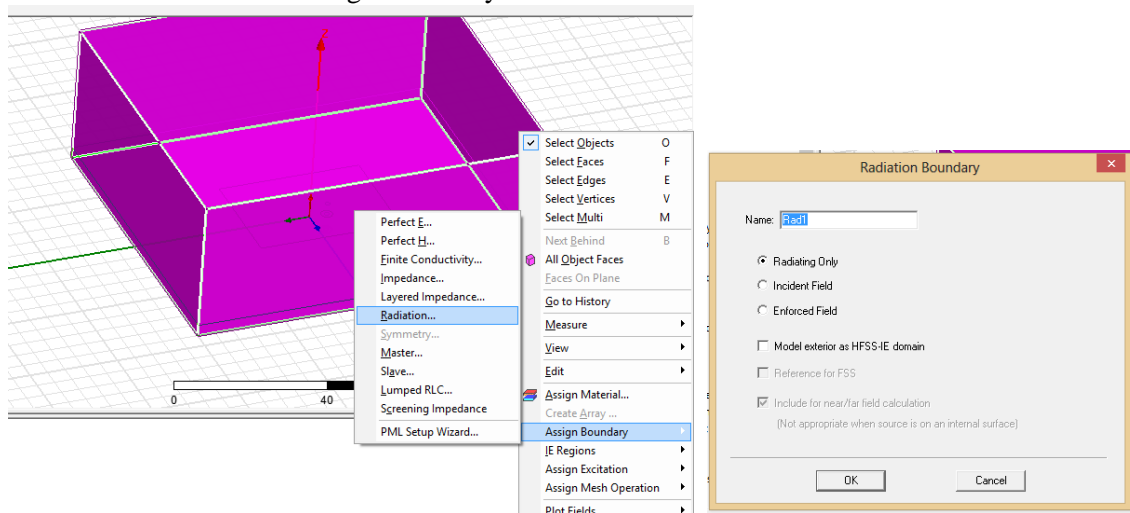 Z
0
40
Select Objects O
Select Faces F
Select Edges E
Select Vertices V
Select Multi M
Next Behind B
All Object Faces
Faces On Plane
Go to History
Measure
View
Edit
Assign Material...
Create Array ...
Assign Boundary
IE Regions
Assign Excitation
Assign Mesh Operation
Plot Fields
Perfect E...
Perfect H...
Finite Conductivity...
Impedance...
Layered Impedance...
Radiation...
Symmetry...
Master...
Slave...
Lumped RLC...
Screening Impedance
PML Setup Wizard...
Radiation Boundary
Name: Rad1
Radiating Only
Incident Field
Enforced Field
Model exterior as HFSS-IE domain
Reference for FSS
Include for near/far field calculation
(Not appropriate when source is on an internal surface)
OK Cancel